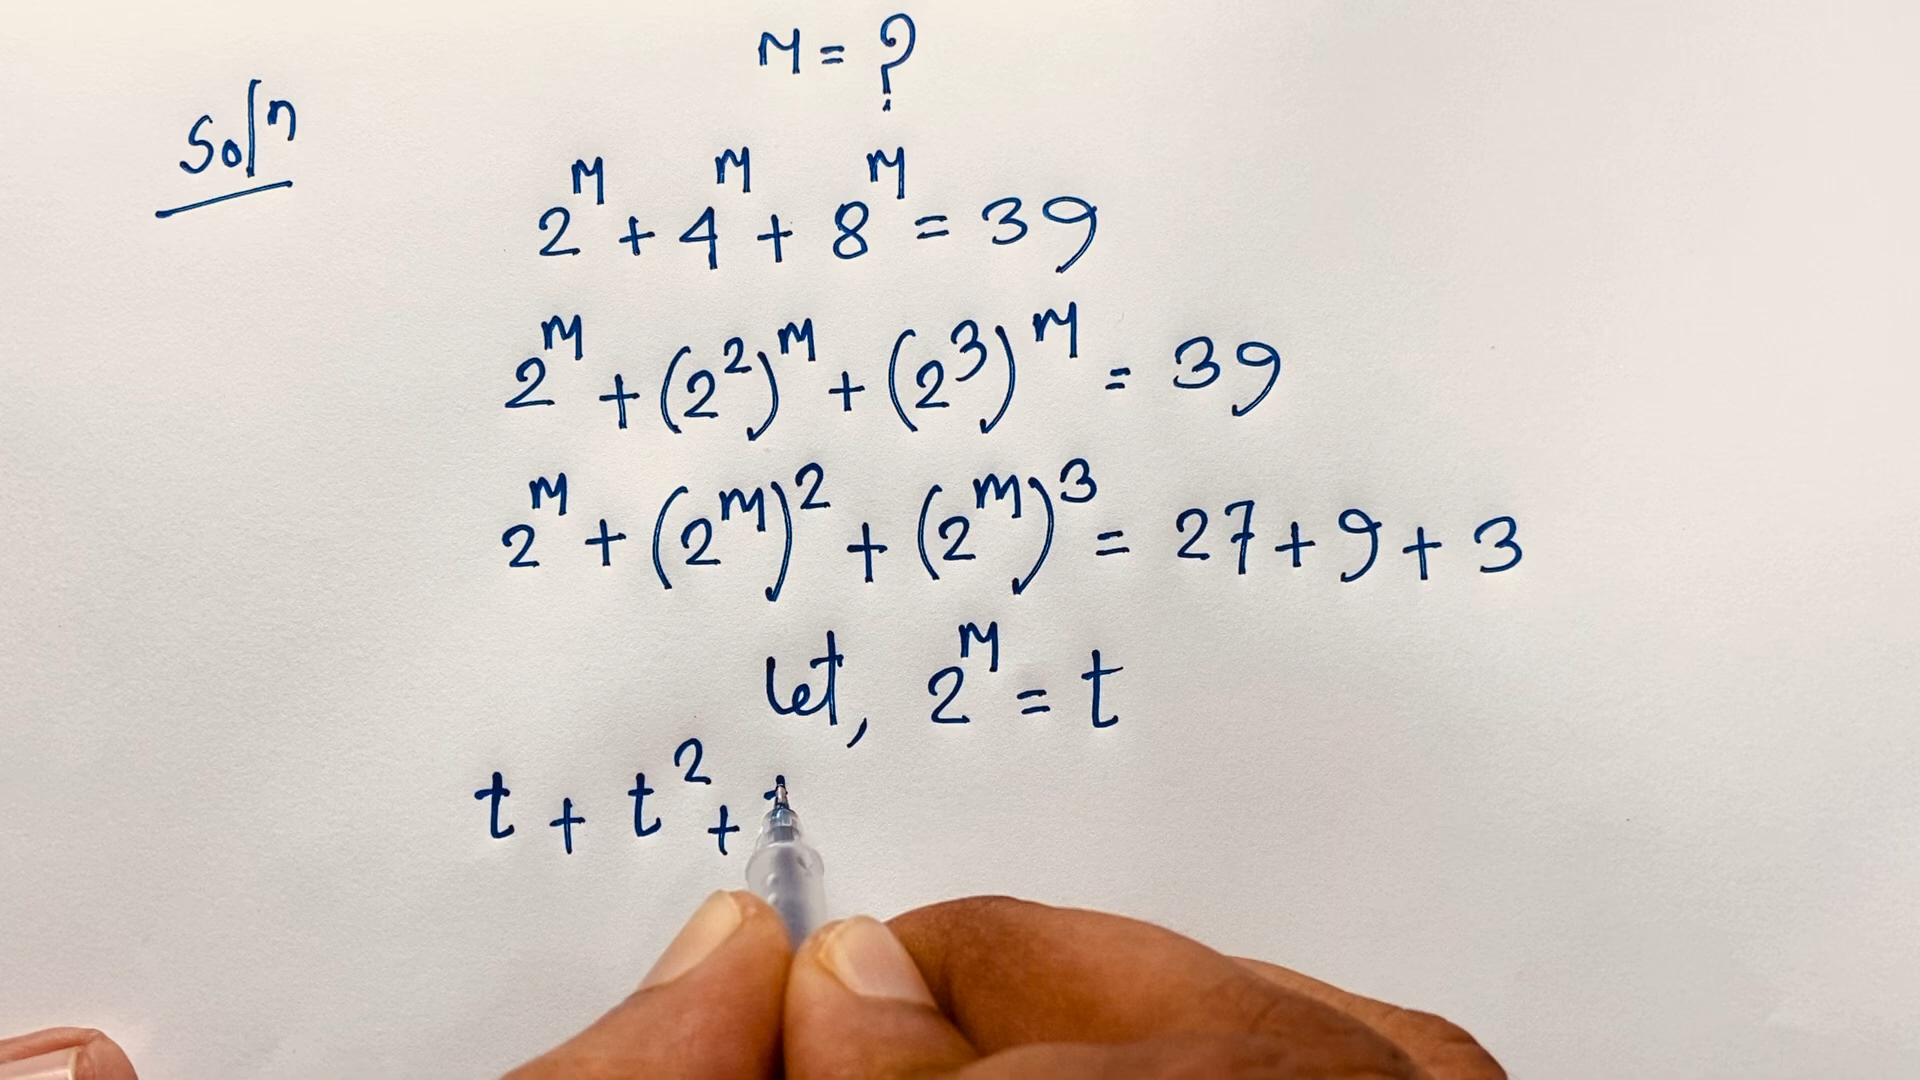 M = ?
Soln
2^M + 4^M + 8^M = 39
2^M + (2^2)^M + (2^3)^M = 39
2^M + (2^M)^2 + (2^M)^3 = 27 + 9 + 3
let, 2^M = t
t + t^2 +